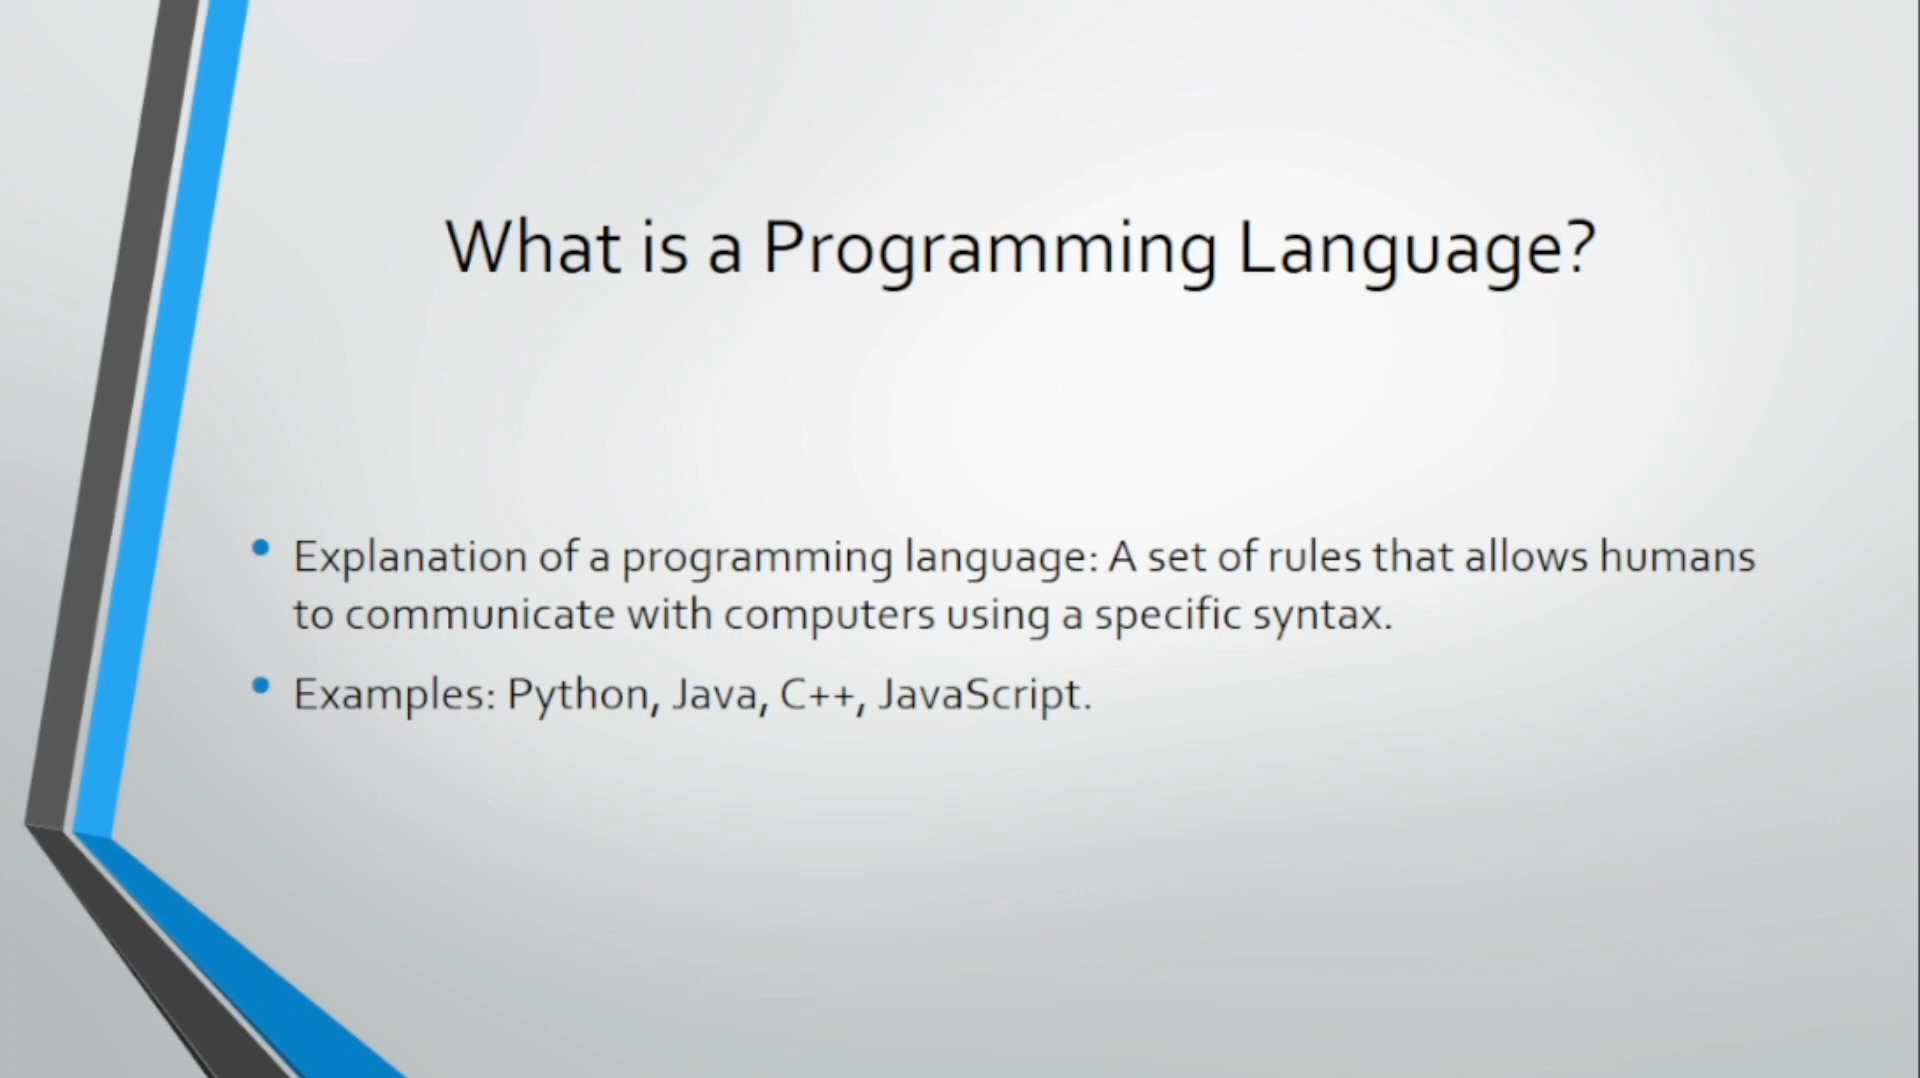 What is a Programming Language?
• Explanation of a programming language: A set of rules that allows humans
to communicate with computers using a specific syntax.
• Examples: Python, Java, C++, JavaScript.